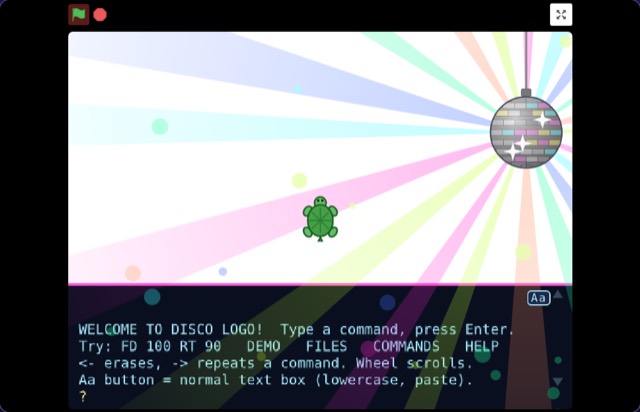 Aa
WELCOME TO DISCO LOGO!  Type a command, press Enter.
Try: FD 100 RT 90   DEMO   FILES   COMMANDS   HELP
<- erases, -> repeats a command. Wheel scrolls.
Aa button = normal text box (lowercase, paste).
?